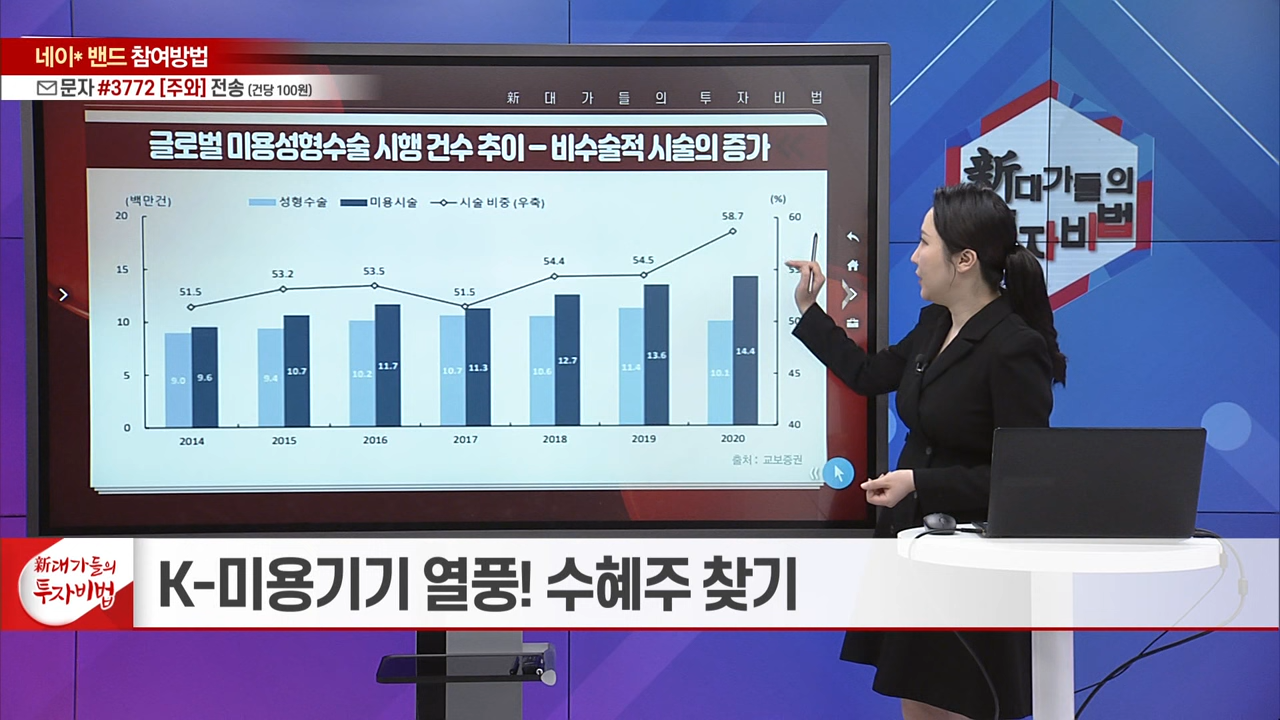 네이* 밴드 참여방법
문자 #3772 [주와] 전송 (건당 100원)
新 대 가 들 의 투 자 비 법
글로벌 미용성형수술 시행 건수 추이 – 비수술적 시술의 증가
(백만건) 성형수술 미용시술 시술 비중 (우축) (%)
20 60
15
10 50
5 45
0 40
51.5 53.2 53.5 51.5 54.4 54.5 58.7
9.0 9.6 9.4 10.7 10.2 11.7 10.7 11.3 10.6 12.7 11.4 13.6 10.1 14.4
2014 2015 2016 2017 2018 2019 2020
출처 : 교보증권
新대가들의
자비법
新대가들의
투자비법
K-미용기기 열풍! 수혜주 찾기